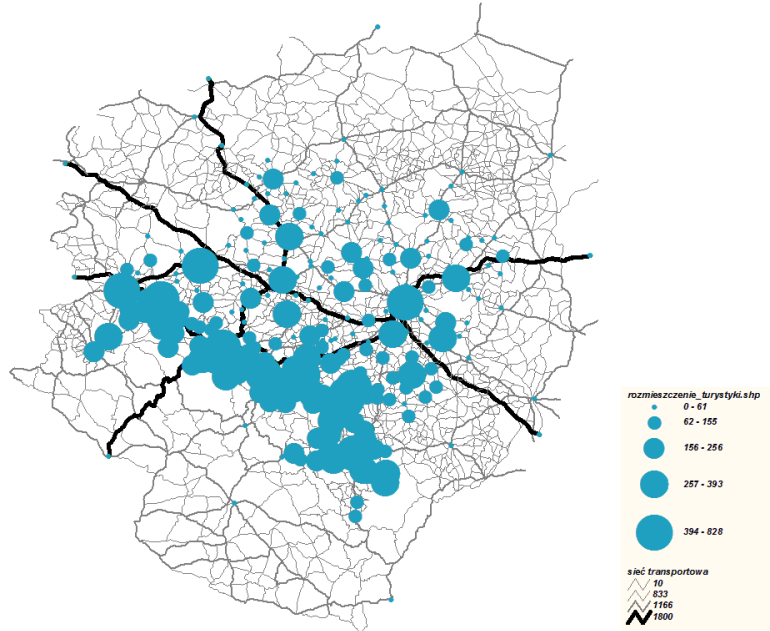 rozmieszczenie_turystyki.shp
0 - 61
62 - 155
156 - 256
257 - 393
394 - 828
sieć transportowa
10
833
1166
1800